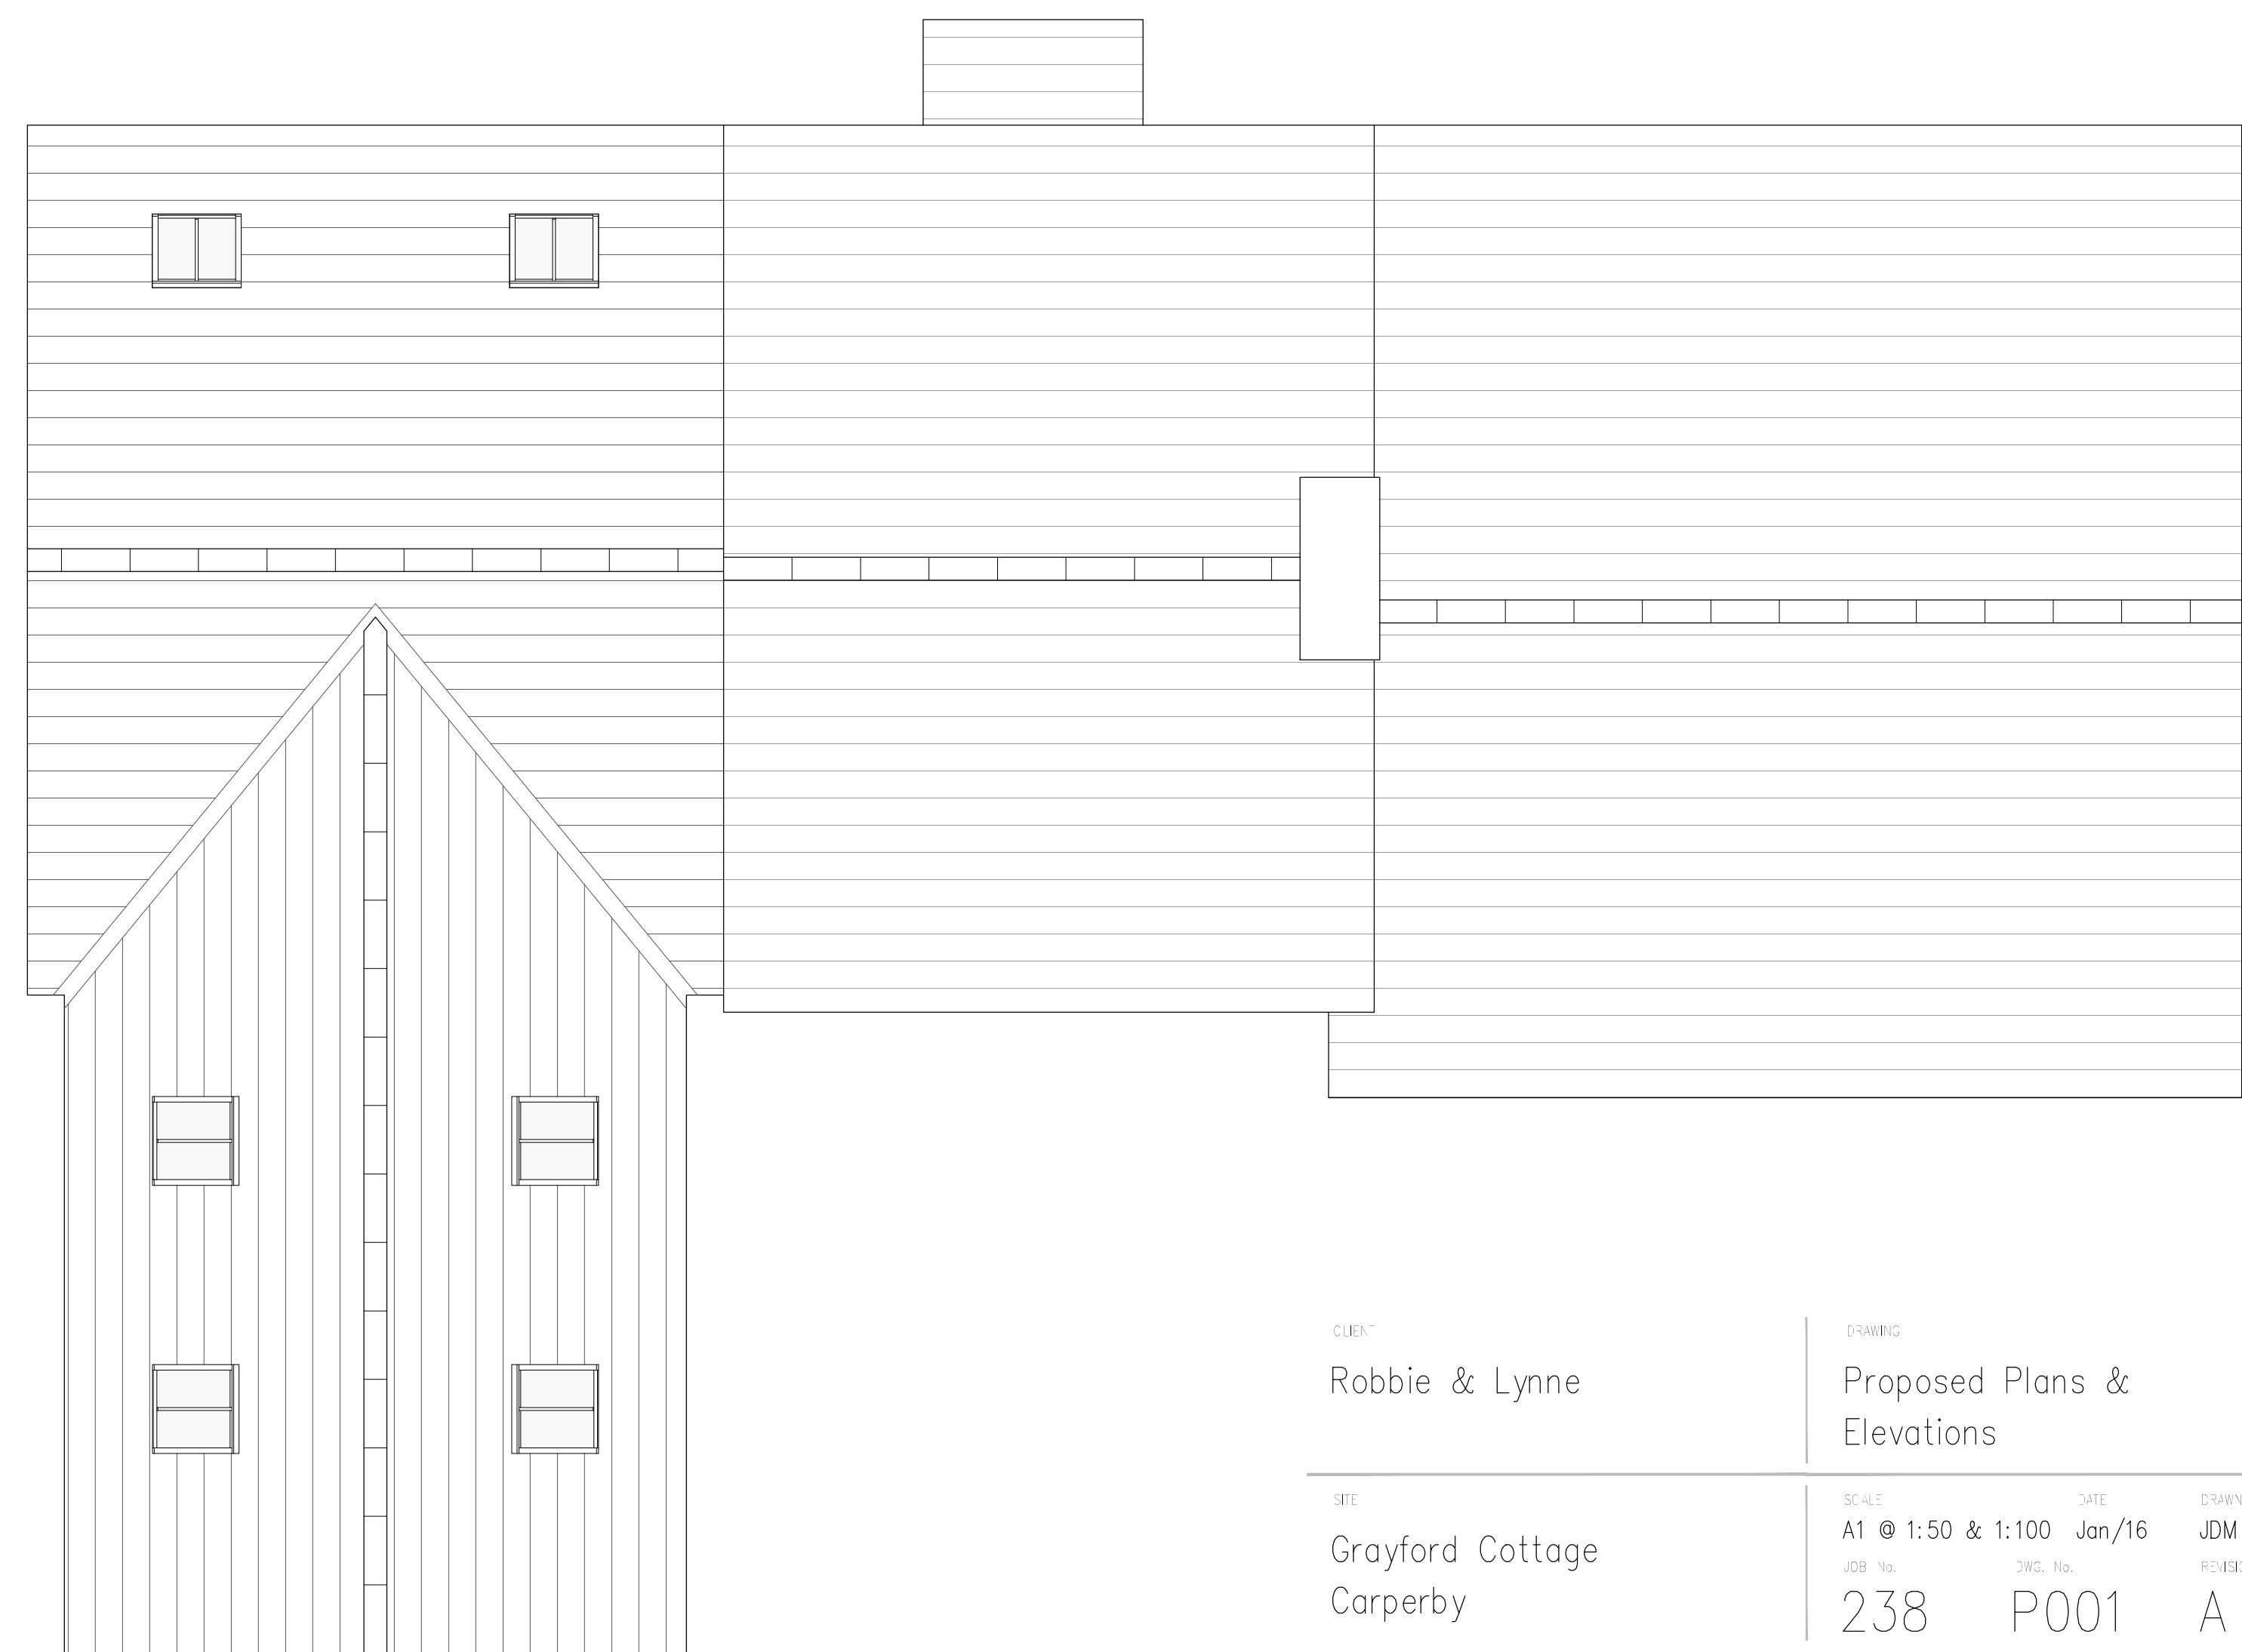 CLIENT
Robbie & Lynne
DRAWING
Proposed Plans &
Elevations
SITE
Grayford Cottage
Carperby
SCALE DATE DRAWN
A1 @ 1:50 & 1:100 Jan/16 JDM
JOB No. DWG. No.
238 P001 A